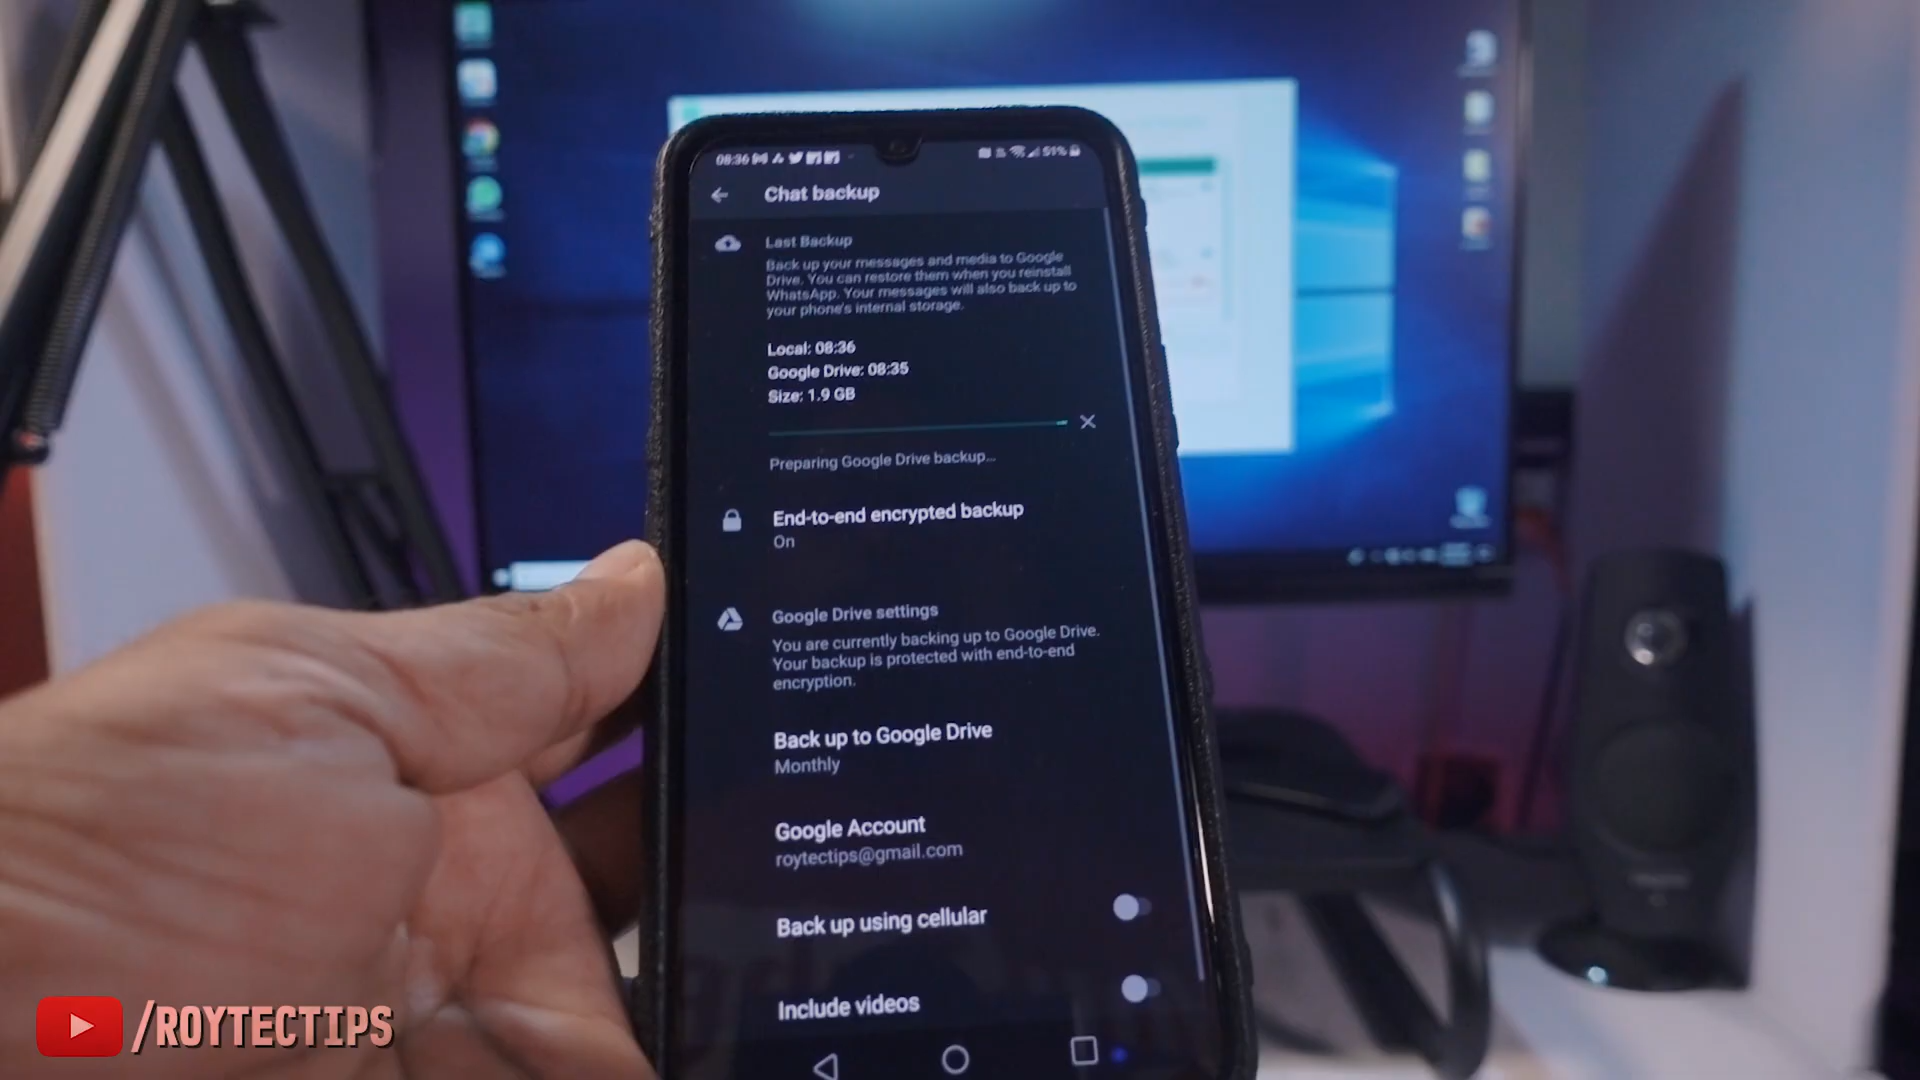 08:36
51%
Chat backup
Last Backup
Back up your messages and media to Google
Drive. You can restore them when you reinstall
WhatsApp. Your messages will also back up to
your phone's internal storage.
Local: 08:36
Google Drive: 08:35
Size: 1.9 GB
Preparing Google Drive backup...
End-to-end encrypted backup
On
Google Drive settings
You are currently backing up to Google Drive.
Your backup is protected with end-to-end
encryption.
Back up to Google Drive
Monthly
Google Account
roytectips@gmail.com
Back up using cellular
Include videos
/ROYTECTIPS